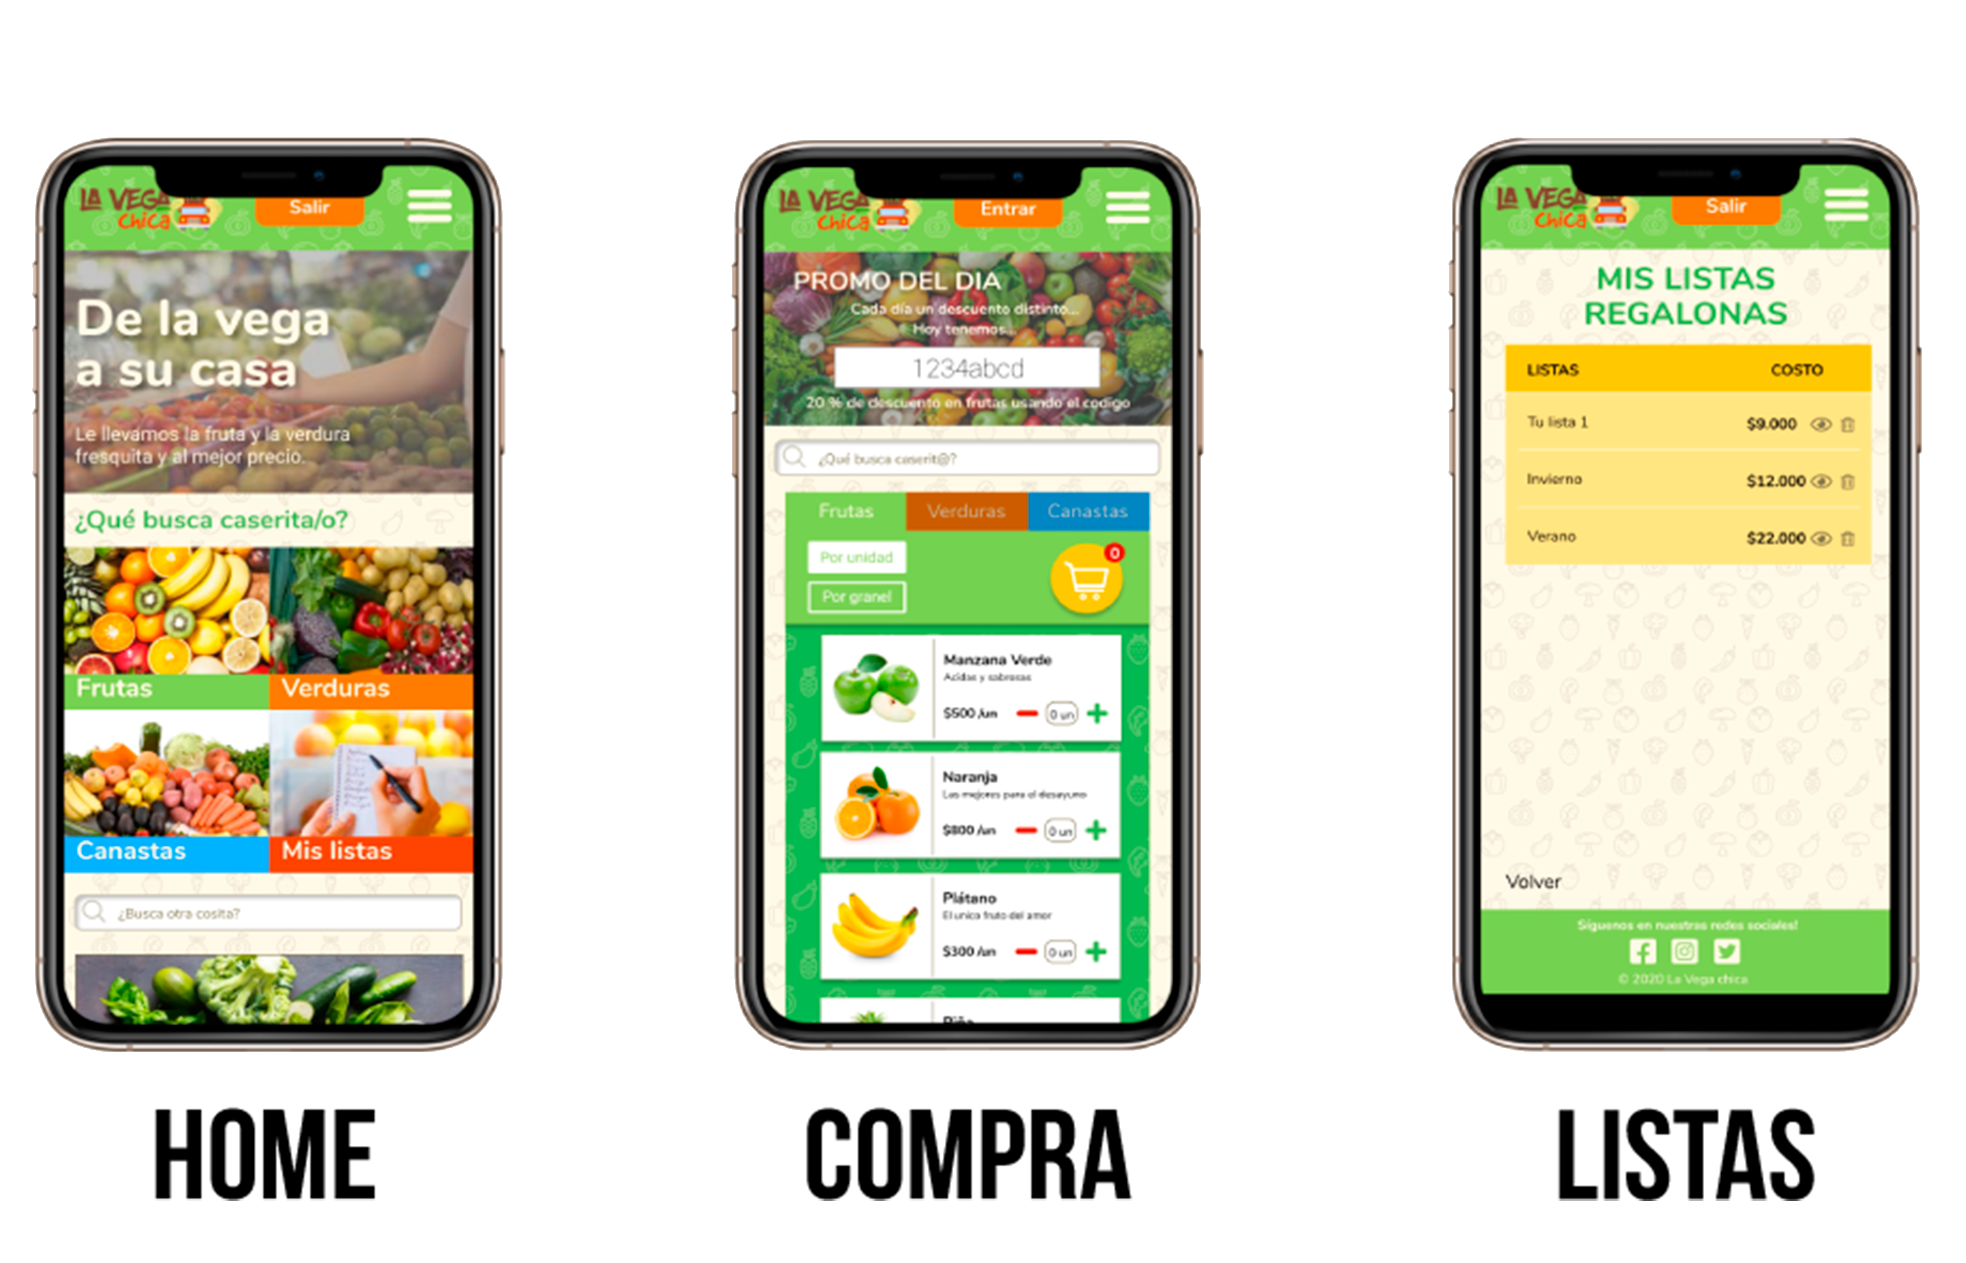 LA VEGA
chica
Salir
De la vega
a su casa
Le llevamos la fruta y la verdura
fresquita y al mejor precio.
¿Qué busca caserita/o?
Frutas
Verduras
Canastas
Mis listas
¿Busca otra cosita?
HOME
LA VEGA
chica
Entrar
PROMO DEL DIA
Cada día un descuento distinto...
Hoy tenemos...
1234abcd
20 % de descuento en frutas usando el codigo
¿Qué busca caserit@?
Frutas
Verduras
Canastas
Por unidad
0
Por granel
Manzana Verde
Acidas y sabrosas
$500 /un
0 un
Naranja
Las mejores para el desayuno
$800 /un
0 un
Plátano
El unico fruto del amor
$300 /un
0 un
Piña
COMPRA
LA VEGA
chica
Salir
MIS LISTAS
REGALONAS
LISTAS COSTO
Tu lista 1 $9.000
Invierno $12.000
Verano $22.000
Volver
Síguenos en nuestras redes sociales!
© 2020 La Vega chica
LISTAS